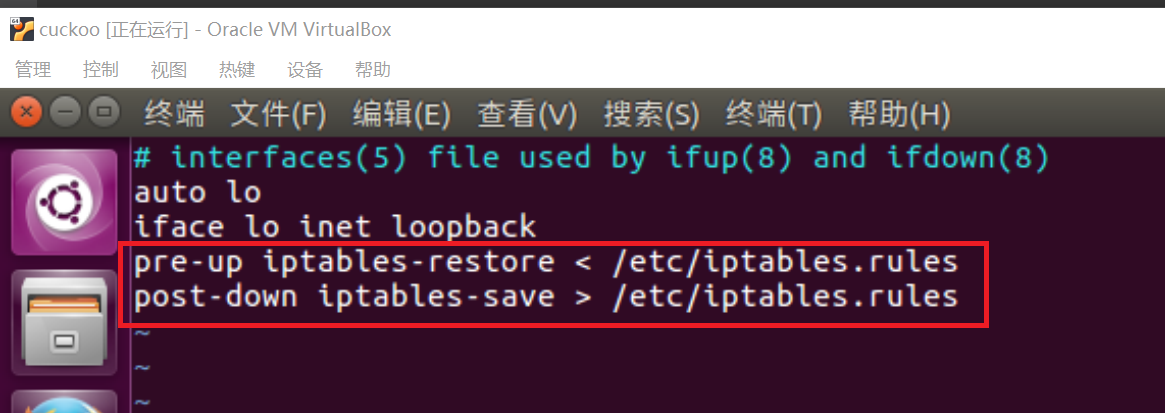 cuckoo [正在运行] - Oracle VM VirtualBox
管理 控制 视图 热键 设备 帮助
终端 文件(F) 编辑(E) 查看(V) 搜索(S) 终端(T) 帮助(H)
# interfaces(5) file used by ifup(8) and ifdown(8)
auto lo
iface lo inet loopback
pre-up iptables-restore < /etc/iptables.rules
post-down iptables-save > /etc/iptables.rules
~
~
~